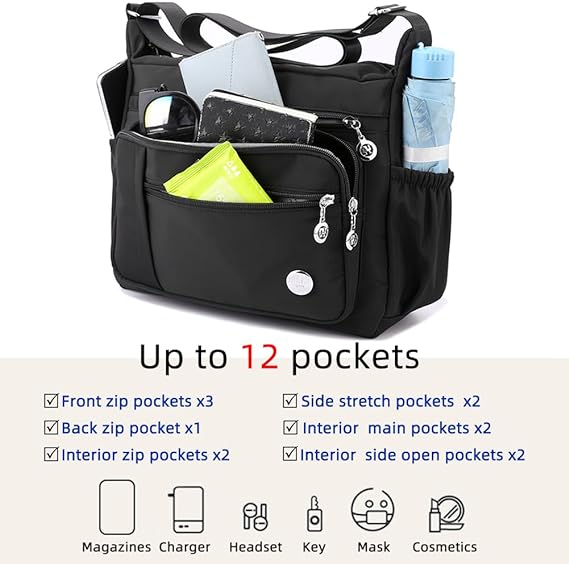 Up to 12 pockets
Front zip pockets x3
Side stretch pockets x2
Back zip pocket x1
Interior main pockets x2
Interior zip pockets x2
Interior side open pockets x2
Magazines Charger Headset Key Mask Cosmetics